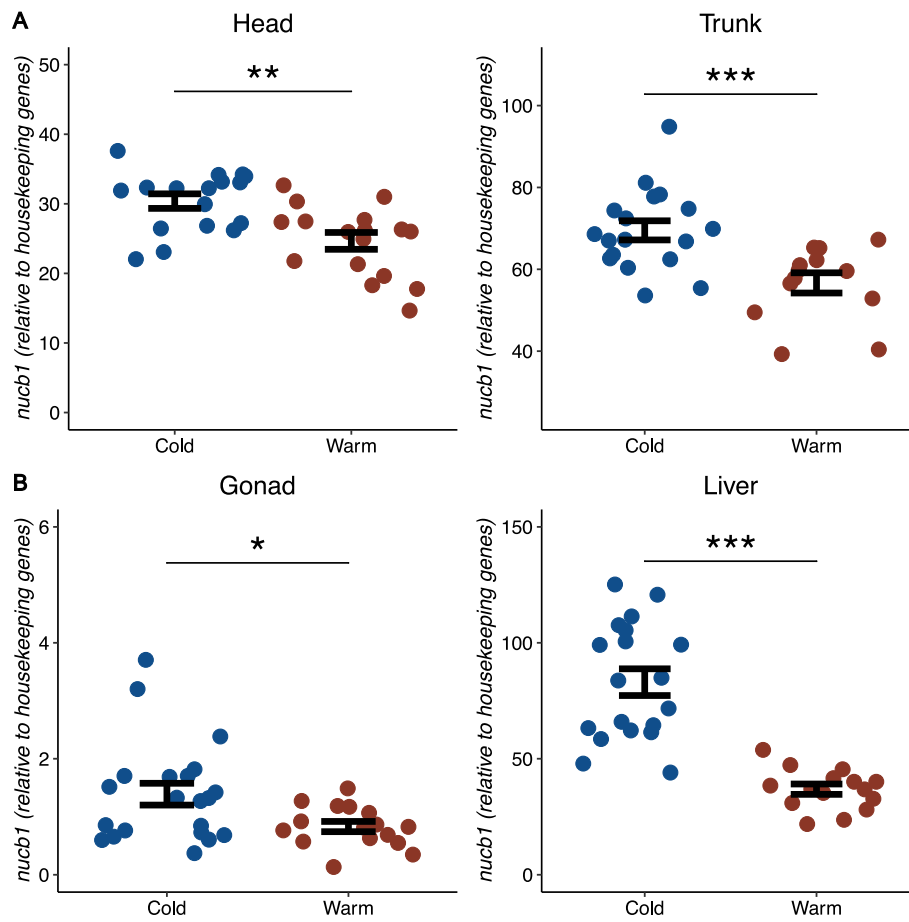 A
Head
**
nucb1 (relative to housekeeping genes)
50
40
30
20
10
0
Cold
Warm
Trunk
***
nucb1 (relative to housekeeping genes)
100
80
60
40
Cold
Warm
B
Gonad
*
nucb1 (relative to housekeeping genes)
6
4
2
0
Cold
Warm
Liver
***
nucb1 (relative to housekeeping genes)
150
100
50
0
Cold
Warm